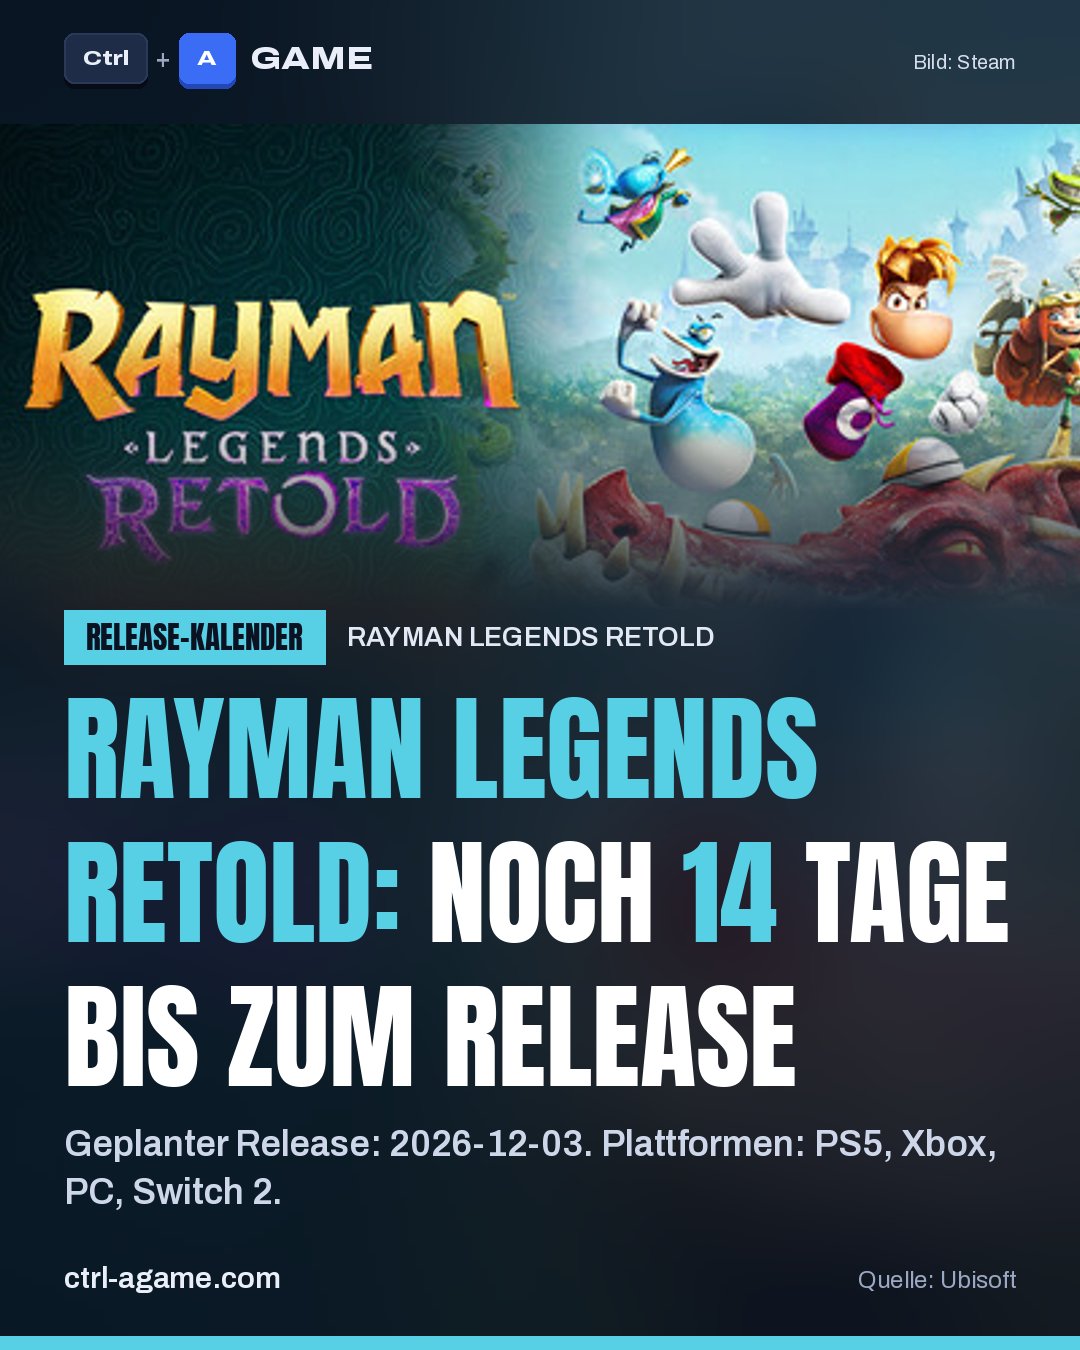 Ctrl + A GAME
Bild: Steam
RAYMAN
LEGENDS
RETOLD
RELEASE-KALENDER RAYMAN LEGENDS RETOLD
RAYMAN LEGENDS
RETOLD: NOCH 14 TAGE
BIS ZUM RELEASE
Geplanter Release: 2026-12-03. Plattformen: PS5, Xbox,
PC, Switch 2.
ctrl-agame.com
Quelle: Ubisoft